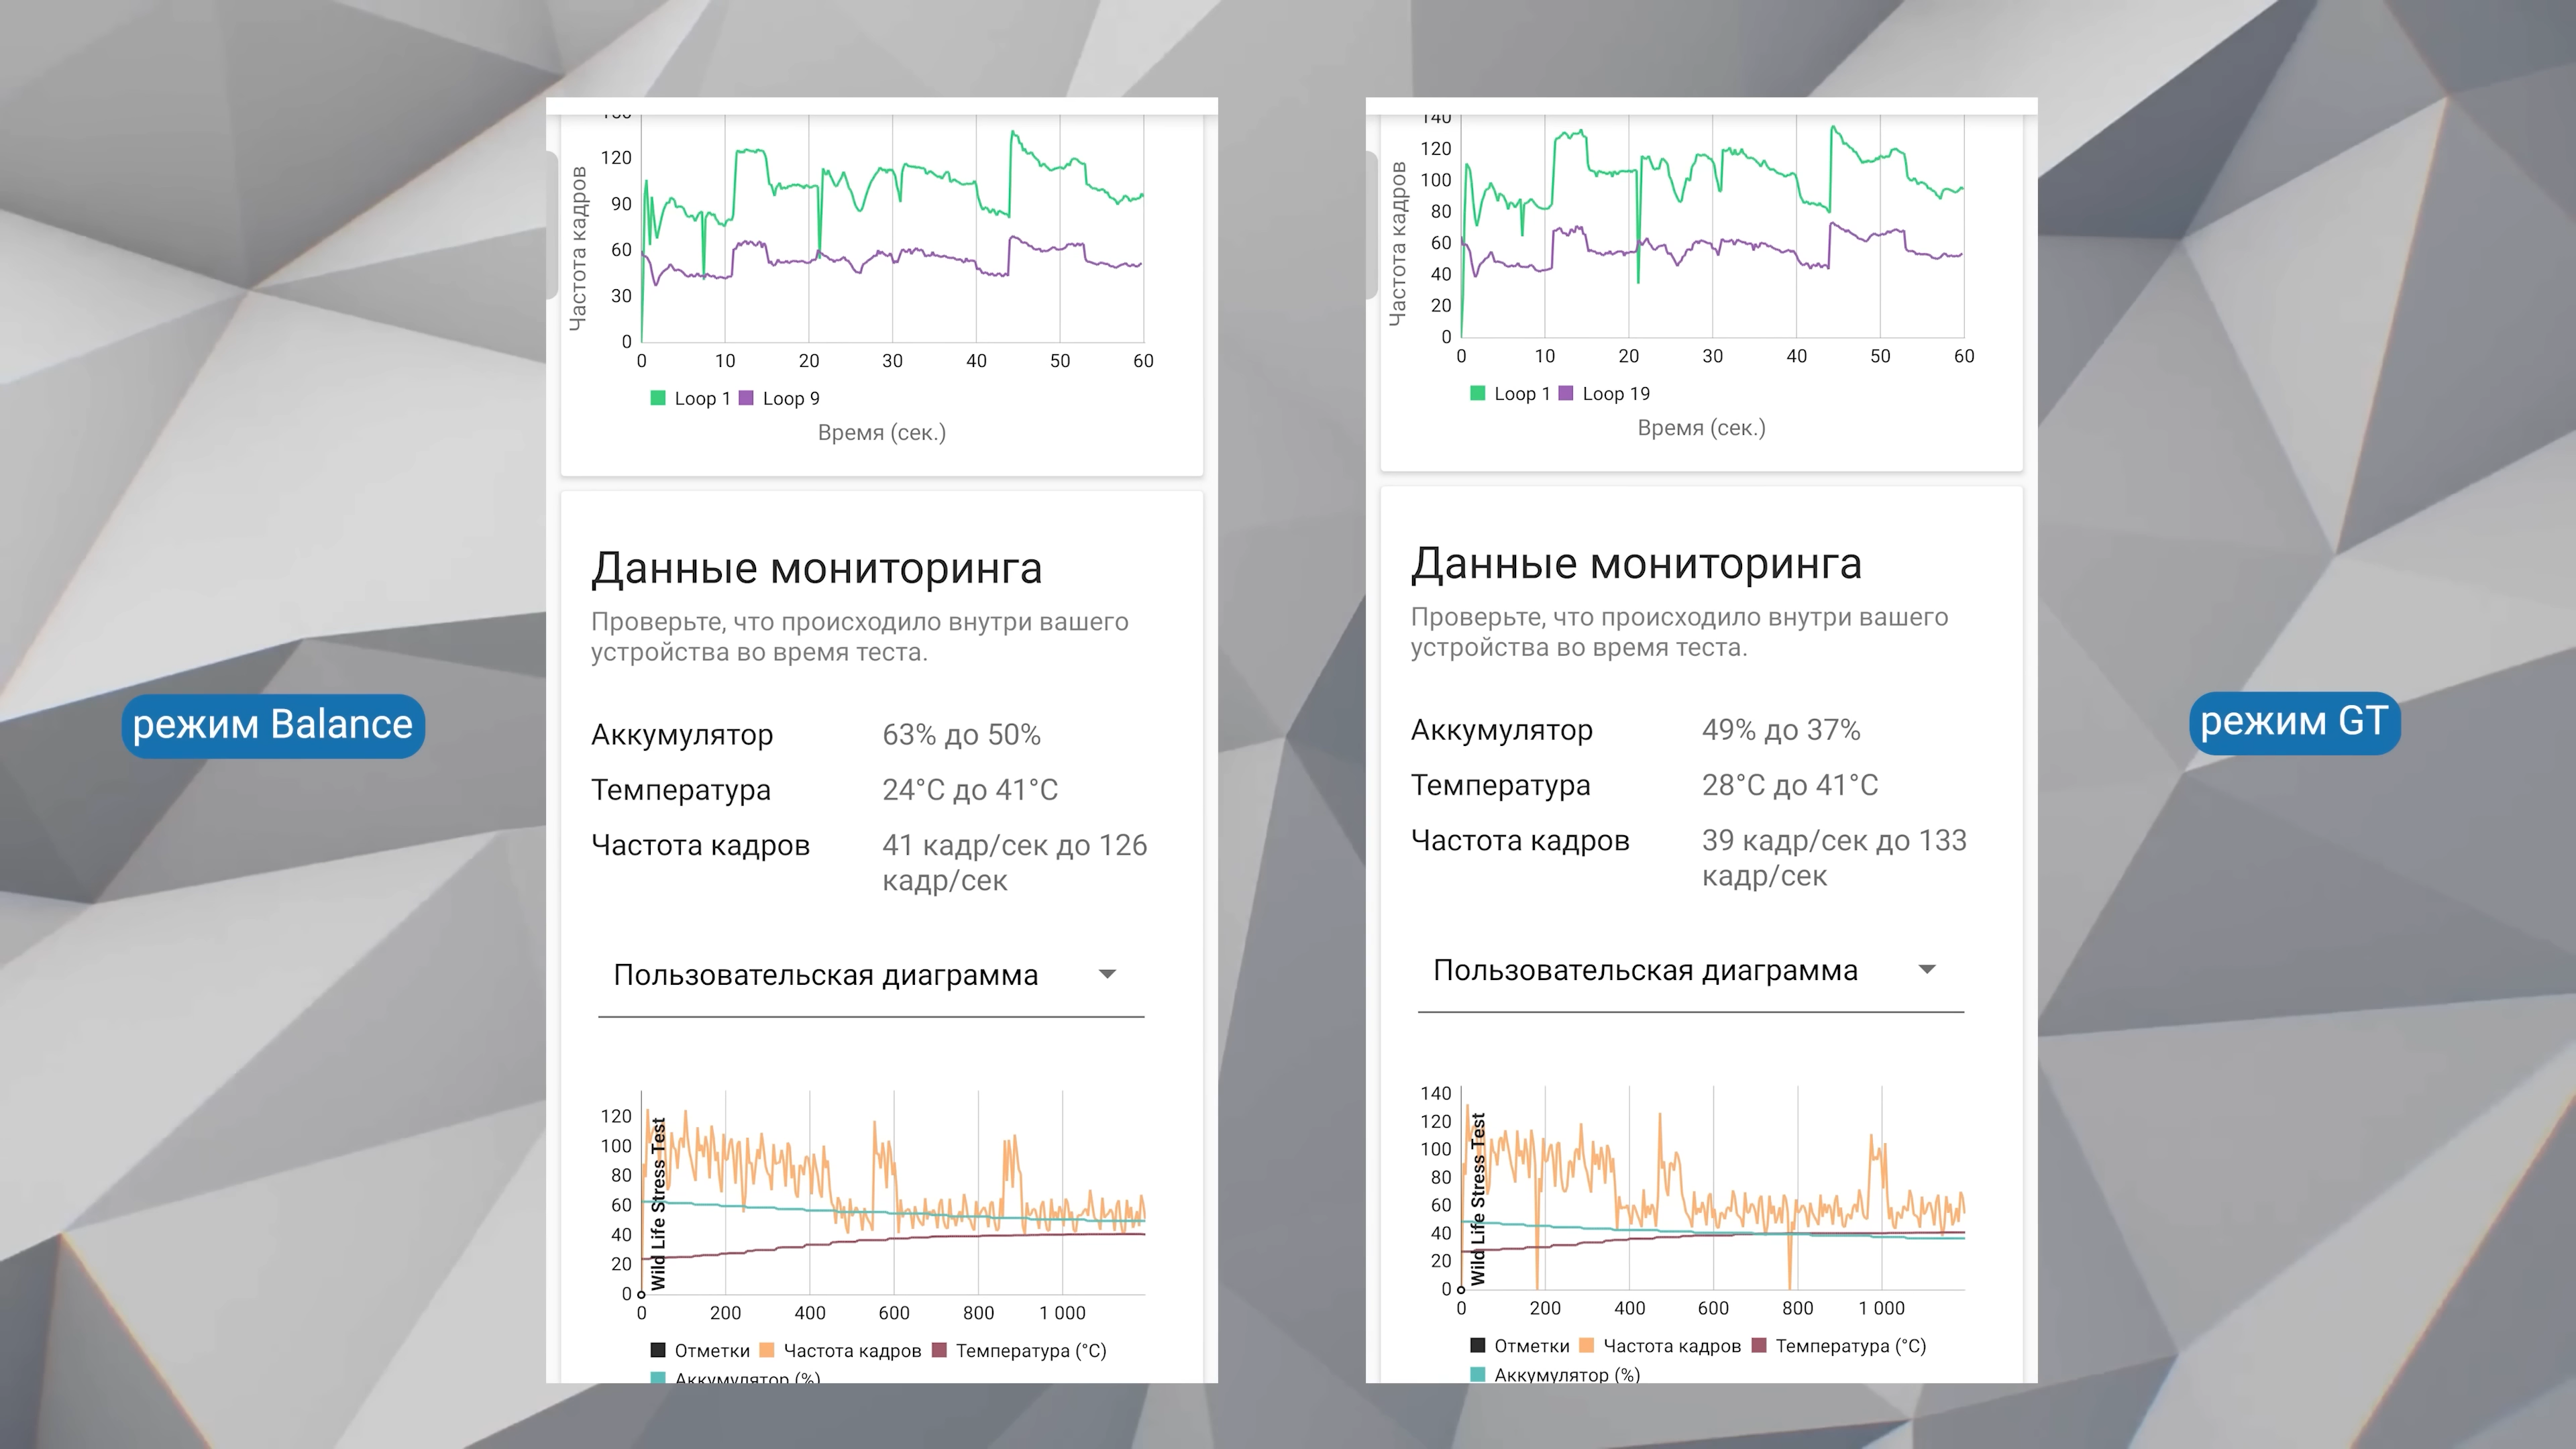 режим Balance
Частота кадров
120
90
60
30
0
0 10 20 30 40 50 60
Loop 1 Loop 9
Время (сек.)
Данные мониторинга
Проверьте, что происходило внутри вашего
устройства во время теста.
Аккумулятор 63% до 50%
Температура 24°C до 41°C
Частота кадров 41 кадр/сек до 126
кадр/сек
Пользовательская диаграмма
Wild Life Stress Test
120
100
80
60
40
20
0
0 200 400 600 800 1 000
Отметки Частота кадров Температура (°C)
Аккумулятор (%)
Частота кадров
140
120
100
80
60
40
20
0
0 10 20 30 40 50 60
Loop 1 Loop 19
Время (сек.)
Данные мониторинга
Проверьте, что происходило внутри вашего
устройства во время теста.
Аккумулятор 49% до 37%
Температура 28°C до 41°C
Частота кадров 39 кадр/сек до 133
кадр/сек
Пользовательская диаграмма
Wild Life Stress Test
140
120
100
80
60
40
20
0
0 200 400 600 800 1 000
Отметки Частота кадров Температура (°C)
Аккумулятор (%)
режим GT